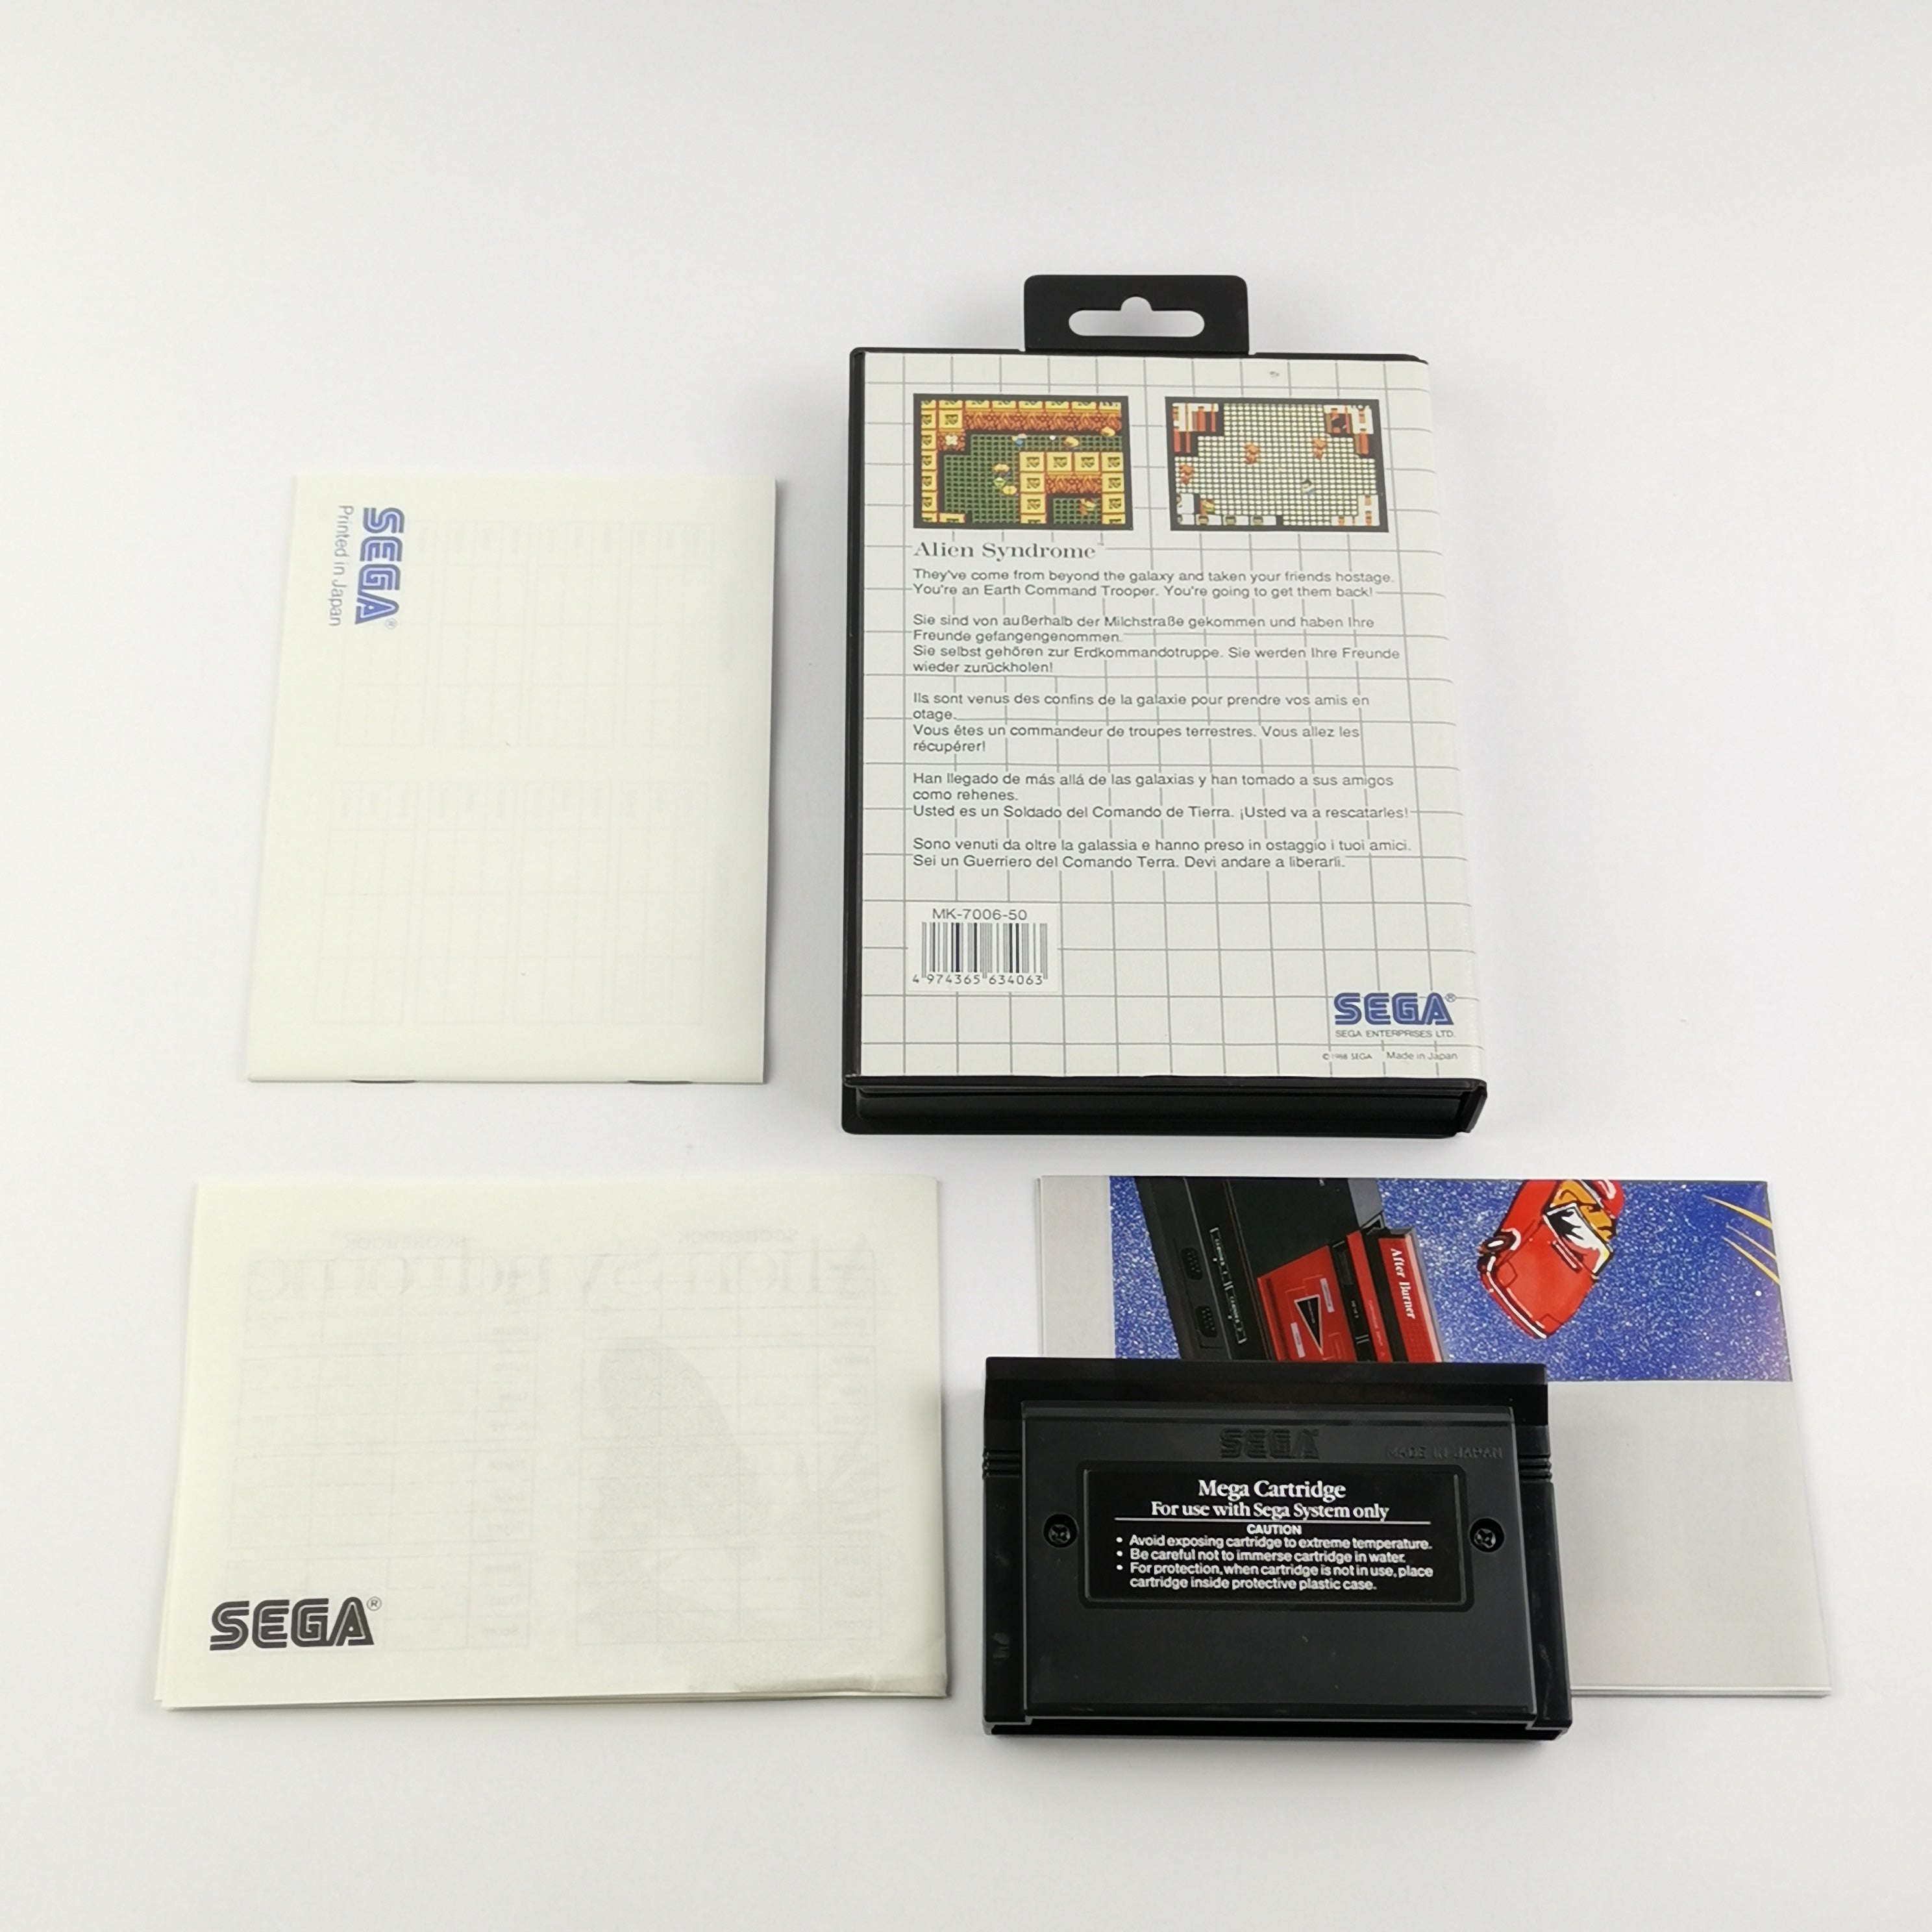 SEGA®
Printed in Japan
Alien Syndrome™
They've come from beyond the galaxy and taken your friends hostage.
You're an Earth Command Trooper. You're going to get them back!
Sie sind von außerhalb der Milchstraße gekommen und haben Ihre
Freunde gefangengenommen.
Sie selbst gehören zur Erdkommandotruppe. Sie werden Ihre Freunde
wieder zurückholen!
Ils sont venus des confins de la galaxie pour prendre vos amis en
otage.
Vous êtes un commandeur de troupes terrestres. Vous allez les
récupérer!
Han llegado de más allá de las galaxias y han tomado a sus amigos
como rehenes.
Usted es un Soldado del Comando de Tierra. ¡Usted va a rescatarles!
Sono venuti da oltre la galassia e hanno preso in ostaggio i tuoi amici.
Sei un Guerriero del Comando Terra. Devi andare a liberarli.
MK-7006-50
4 974365 634063
SEGA®
SEGA ENTERPRISES LTD.
© 1988 SEGA Made in Japan
SEGA®
After Burner
SEGA
MADE IN JAPAN
Mega Cartridge
For use with Sega System only
CAUTION
• Avoid exposing cartridge to extreme temperature.
• Be careful not to immerse cartridge in water.
• For protection, when cartridge is not in use, place
cartridge inside protective plastic case.